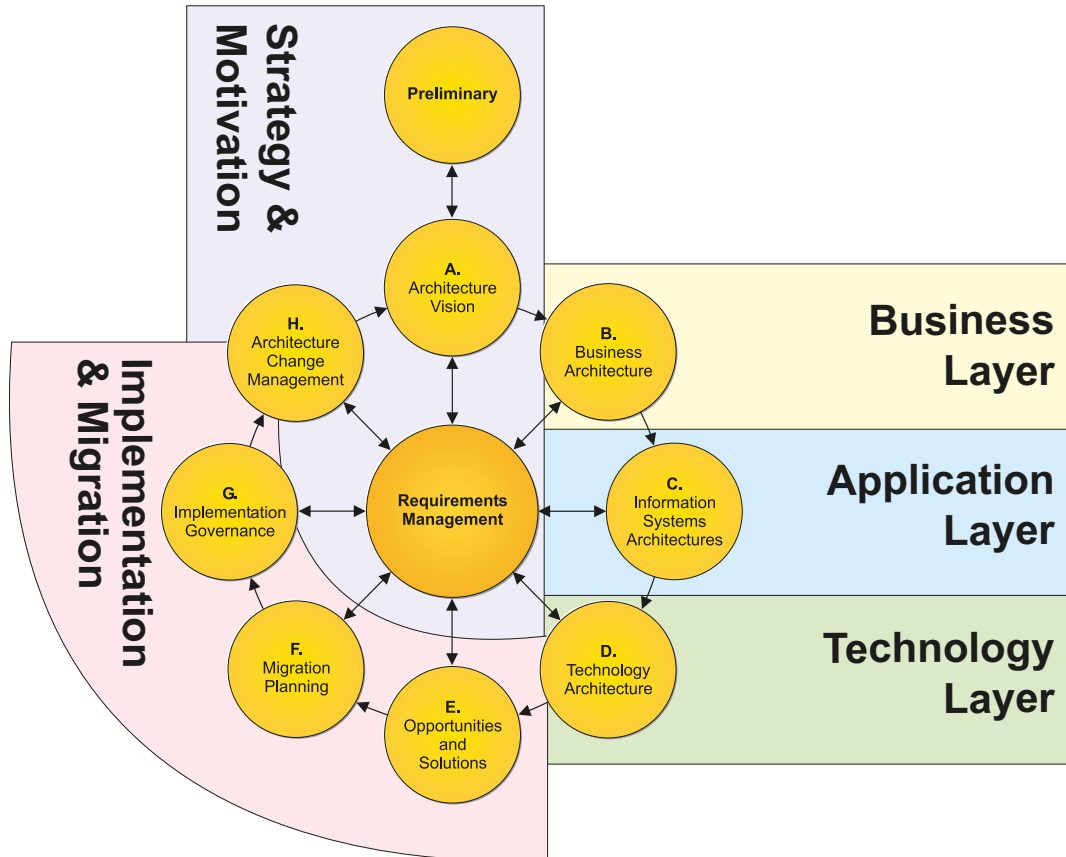 Strategy &
Motivation
Preliminary
A.
Architecture
Vision
H.
Architecture
Change
Management
B.
Business
Architecture
Business
Layer
Implementation
& Migration
G.
Implementation
Governance
Requirements
Management
C.
Information
Systems
Architectures
Application
Layer
F.
Migration
Planning
E.
Opportunities
and
Solutions
D.
Technology
Architecture
Technology
Layer